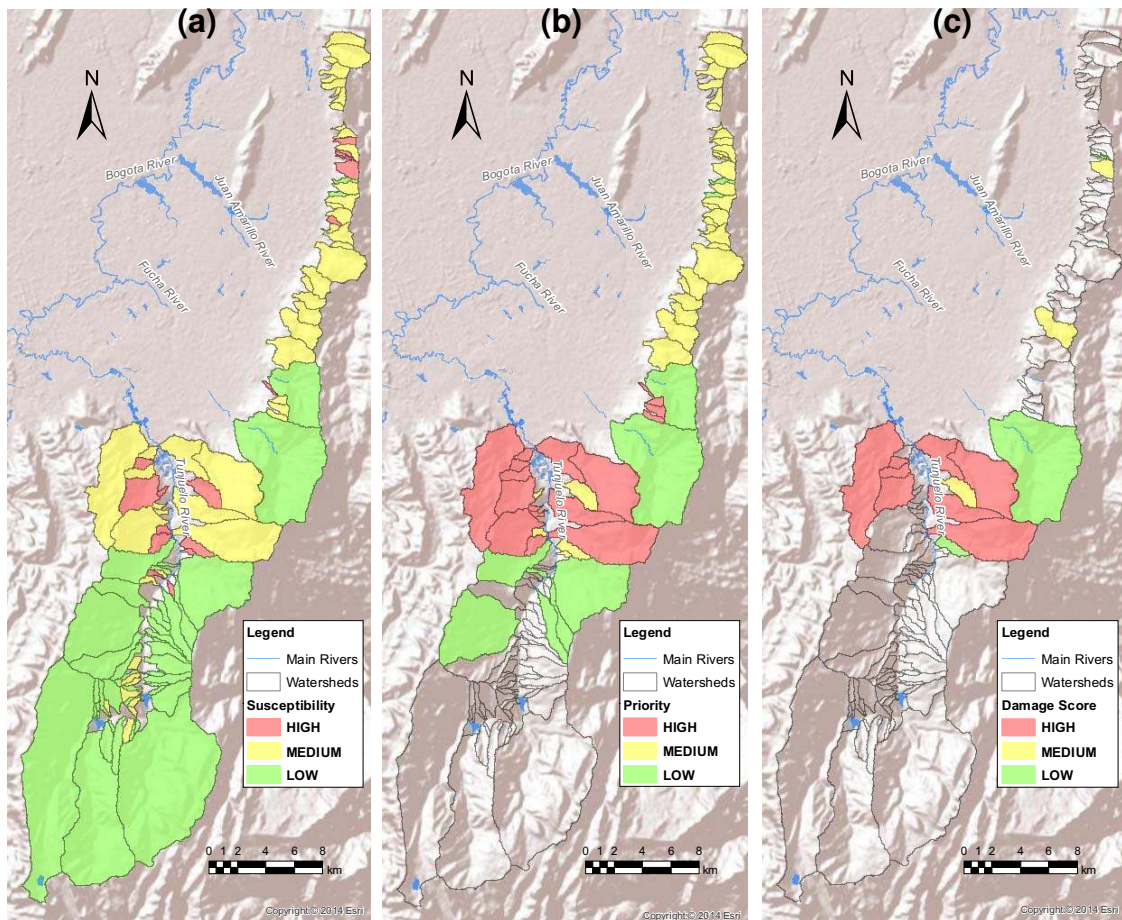 (a)
N
Bogota River
Juan Amarillo River
Fucha River
Tunjuelo River
Legend
Main Rivers
Watersheds
Susceptibility
HIGH
MEDIUM
LOW
0 1 2 4 6 8
km
Copyright:© 2014 Esri
(b)
N
Bogota River
Juan Amarillo River
Fucha River
Tunjuelo River
Legend
Main Rivers
Watersheds
Priority
HIGH
MEDIUM
LOW
0 1 2 4 6 8
km
Copyright:© 2014 Esri
(c)
N
Bogota River
Juan Amarillo River
Fucha River
Tunjuelo River
Legend
Main Rivers
Watersheds
Damage Score
HIGH
MEDIUM
LOW
0 1 2 4 6 8
km
Copyright:© 2014 Esri